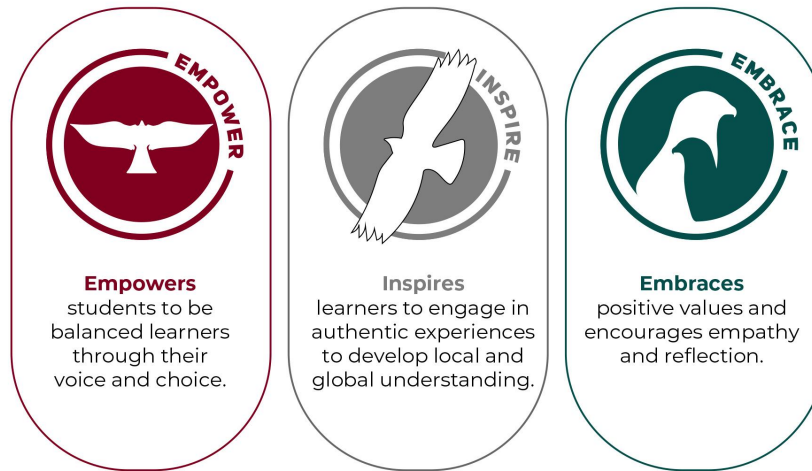 EMPOWER
Empowers
students to be
balanced learners
through their
voice and choice.
INSPIRE
Inspires
learners to engage in
authentic experiences
to develop local and
global understanding.
EMBRACE
Embraces
positive values and
encourages empathy
and reflection.